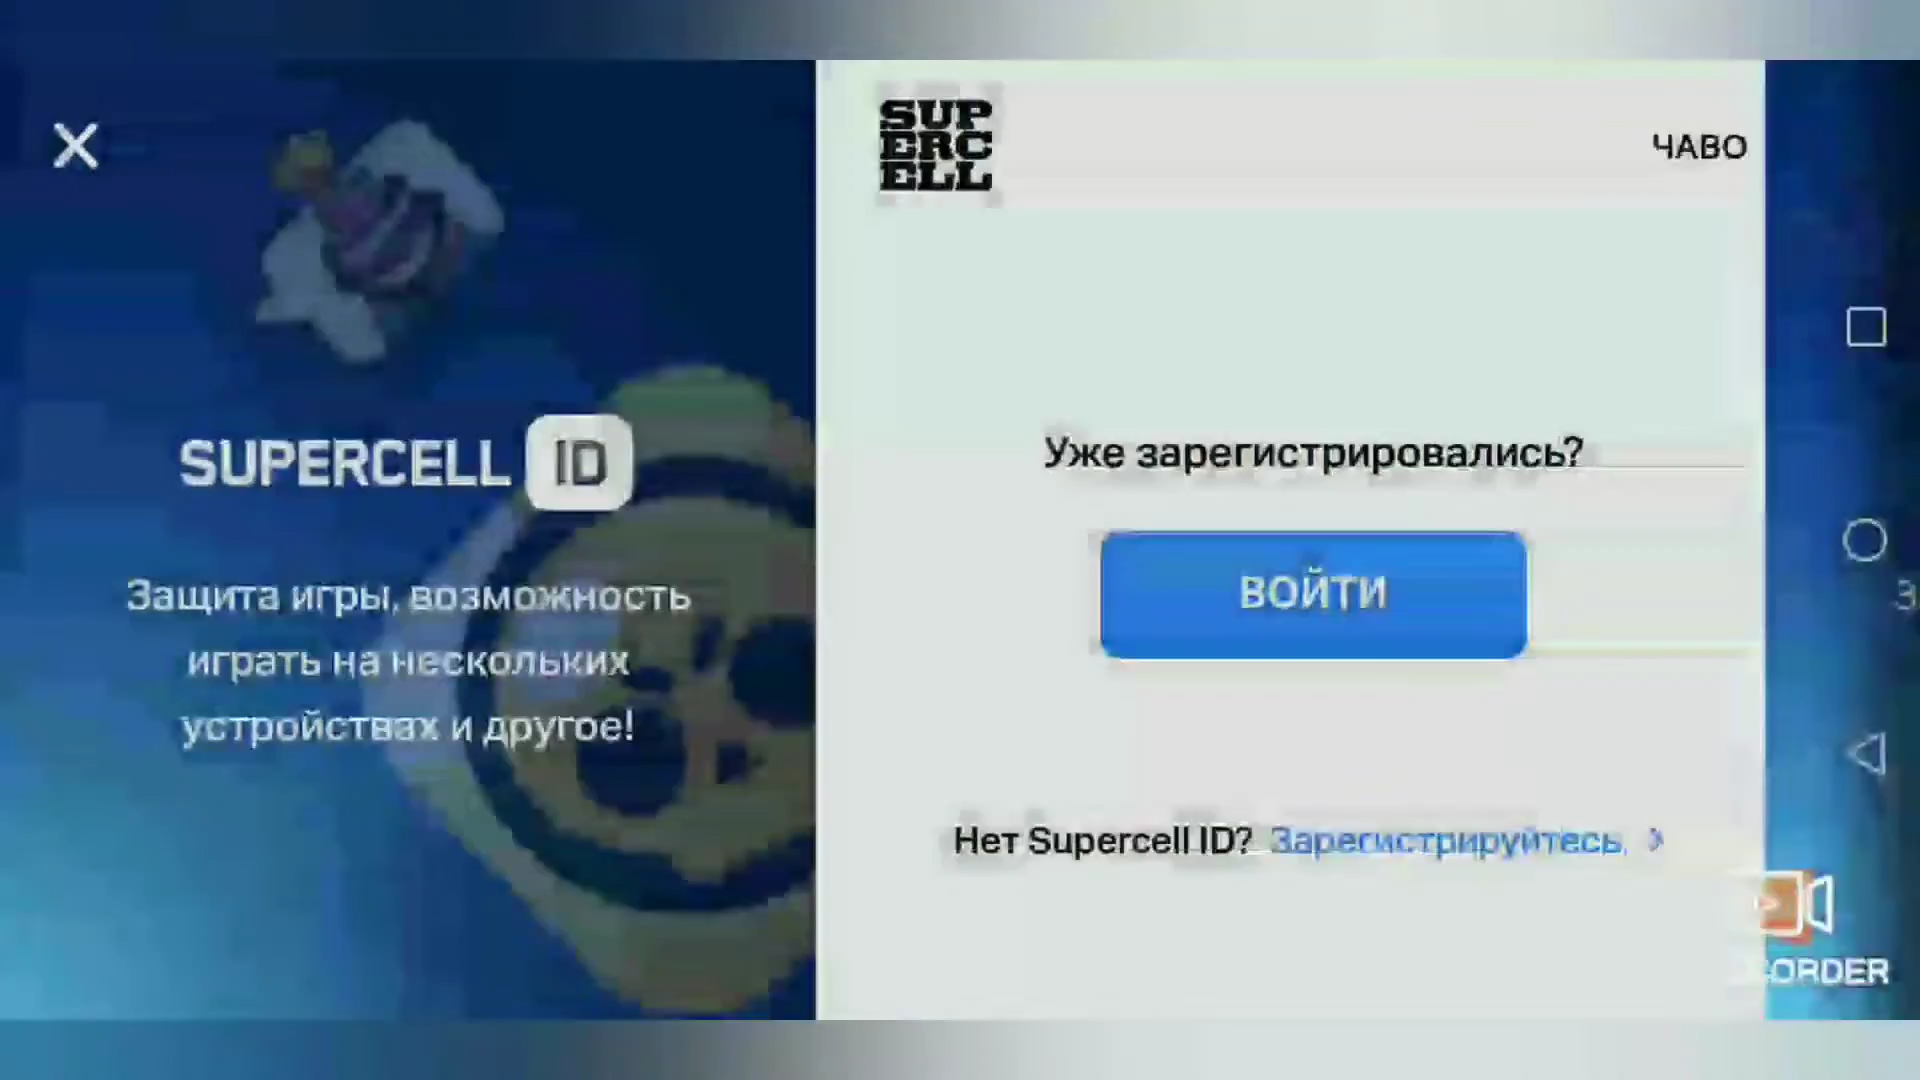 SUP
ERC
ELL
ЧАВО
SUPERCELL ID
Защита игры, возможность
играть на нескольких
устройствах и другое!
Уже зарегистрировались?
ВОЙТИ
Нет Supercell ID? Зарегистрируйтесь.